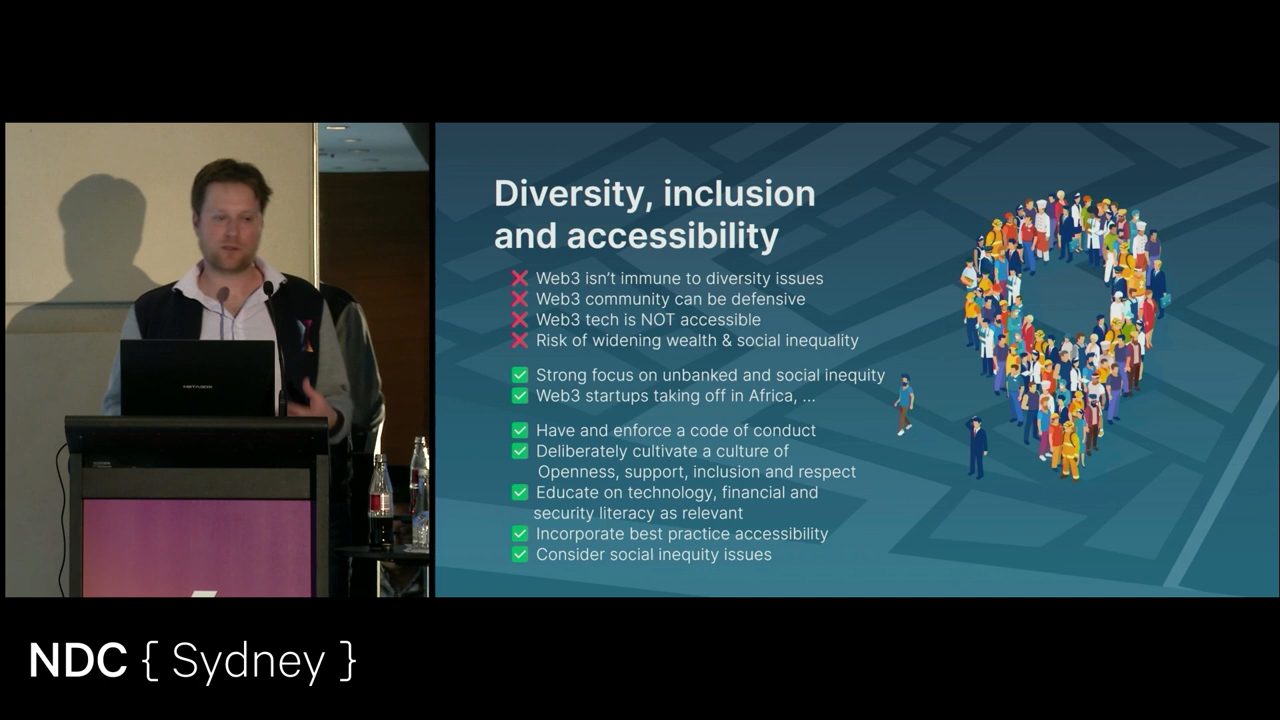 Diversity, inclusion
and accessibility
❌ Web3 isn't immune to diversity issues
❌ Web3 community can be defensive
❌ Web3 tech is NOT accessible
❌ Risk of widening wealth & social inequality
✅ Strong focus on unbanked and social inequity
✅ Web3 startups taking off in Africa, ...
✅ Have and enforce a code of conduct
✅ Deliberately cultivate a culture of
Openness, support, inclusion and respect
✅ Educate on technology, financial and
security literacy as relevant
✅ Incorporate best practice accessibility
✅ Consider social inequity issues
METABOX
NDC { Sydney }